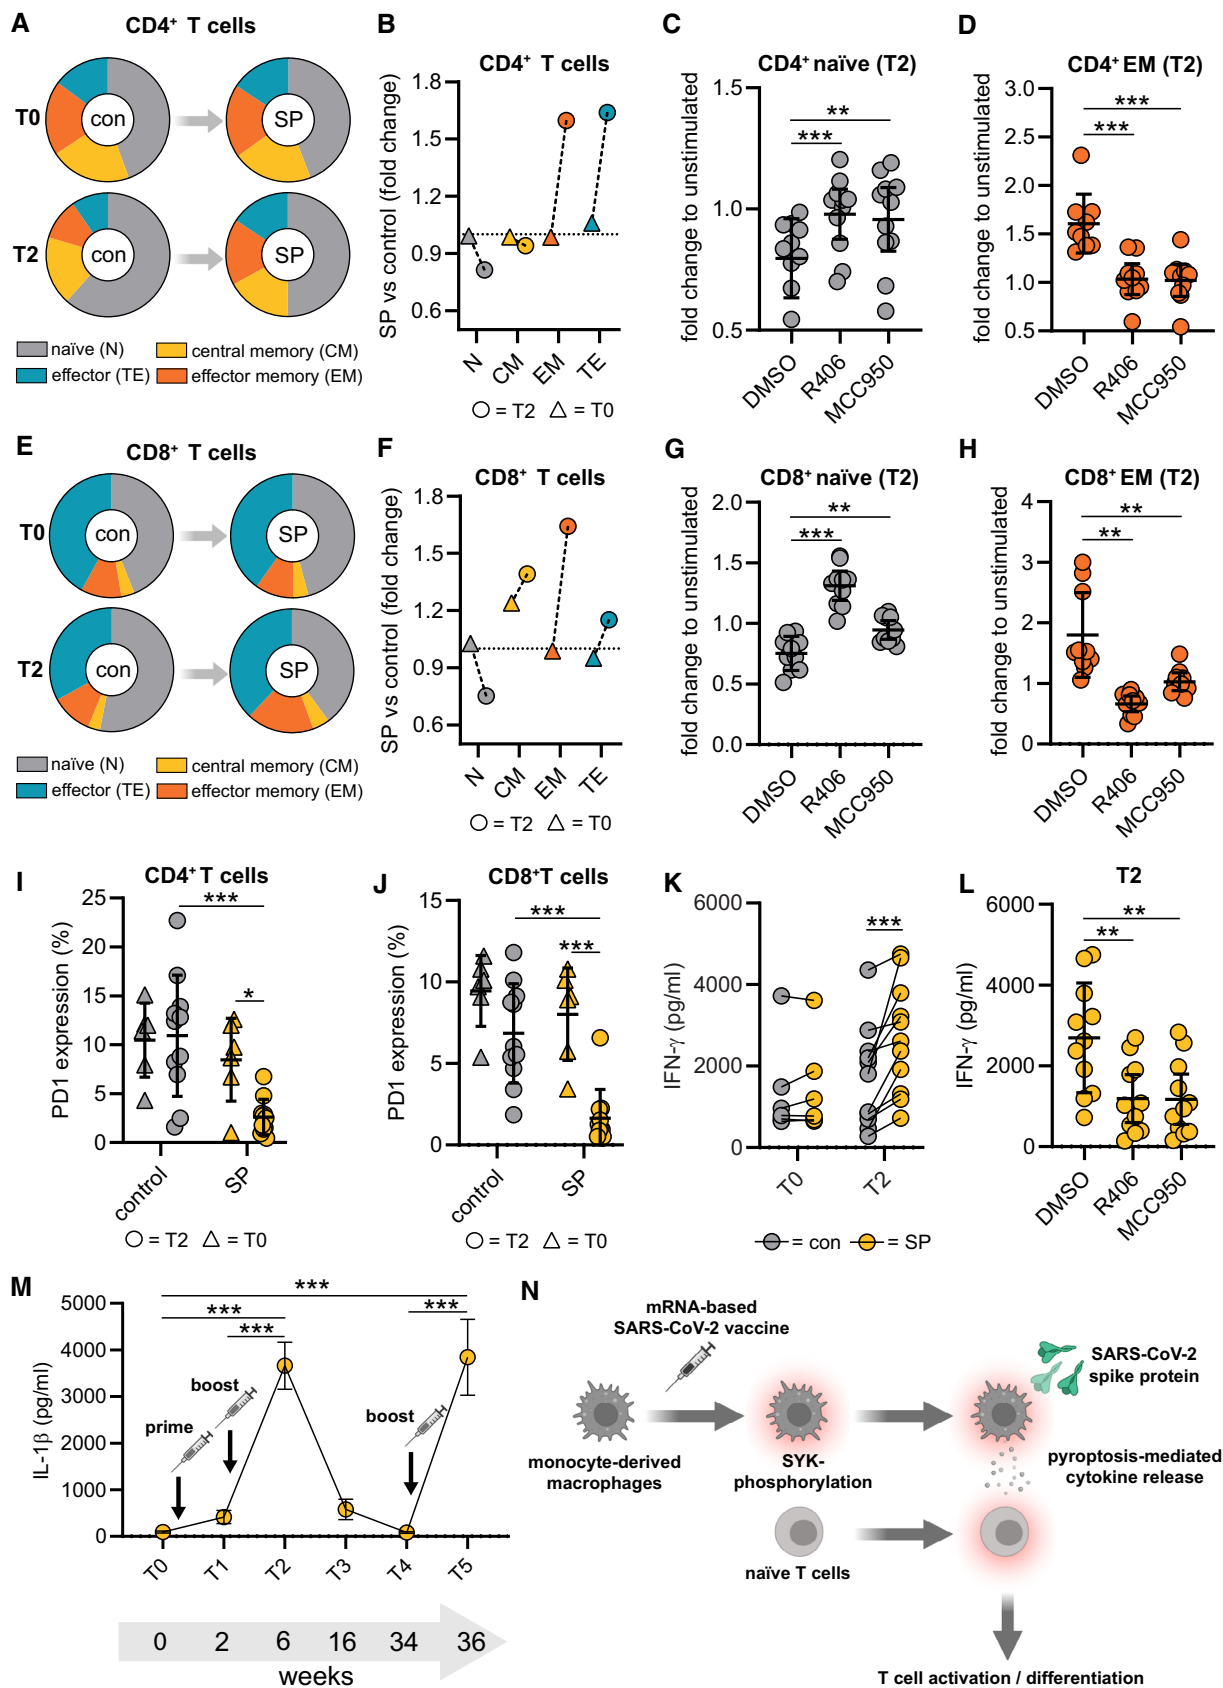 A
CD4+ T cells
T0
con
SP
T2
con
SP
naïve (N)
central memory (CM)
effector (TE)
effector memory (EM)
B
CD4+ T cells
SP vs control (fold change)
1.8
1.5
1.2
0.9
0.6
N
CM
EM
TE
= T2
= T0
C
CD4+ naïve (T2)
fold change to unstimulated
1.5
1.0
0.5
**
***
DMSO
R406
MCC950
D
CD4+ EM (T2)
fold change to unstimulated
3.0
2.5
2.0
1.5
1.0
0.5
***
***
DMSO
R406
MCC950
E
CD8+ T cells
T0
con
SP
T2
con
SP
naïve (N)
central memory (CM)
effector (TE)
effector memory (EM)
F
CD8+ T cells
SP vs control (fold change)
1.8
1.5
1.2
0.9
0.6
N
CM
EM
TE
= T2
= T0
G
CD8+ naïve (T2)
fold change to unstimulated
2.0
1.5
1.0
0.5
0.0
**
***
DMSO
R406
MCC950
H
CD8+ EM (T2)
fold change to unstimulated
4
3
2
1
0
**
**
DMSO
R406
MCC950
I
CD4+ T cells
PD1 expression (%)
25
20
15
10
5
0
***
*
control
SP
= T2
= T0
J
CD8+T cells
PD1 expression (%)
15
10
5
0
***
***
control
SP
= T2
= T0
K
IFN-γ (pg/ml)
6000
4000
2000
0
***
T0
T2
= con
= SP
L
T2
IFN-γ (pg/ml)
6000
4000
2000
0
**
**
DMSO
R406
MCC950
M
IL-1β (pg/ml)
5000
4000
3000
2000
1000
0
***
***
***
***
prime
boost
boost
T0
T1
T2
T3
T4
T5
0 2 6 16 34 36
weeks
N
mRNA-based
SARS-CoV-2 vaccine
SARS-CoV-2
spike protein
monocyte-derived
macrophages
SYK-
phosphorylation
pyroptosis-mediated
cytokine release
naïve T cells
T cell activation / differentiation